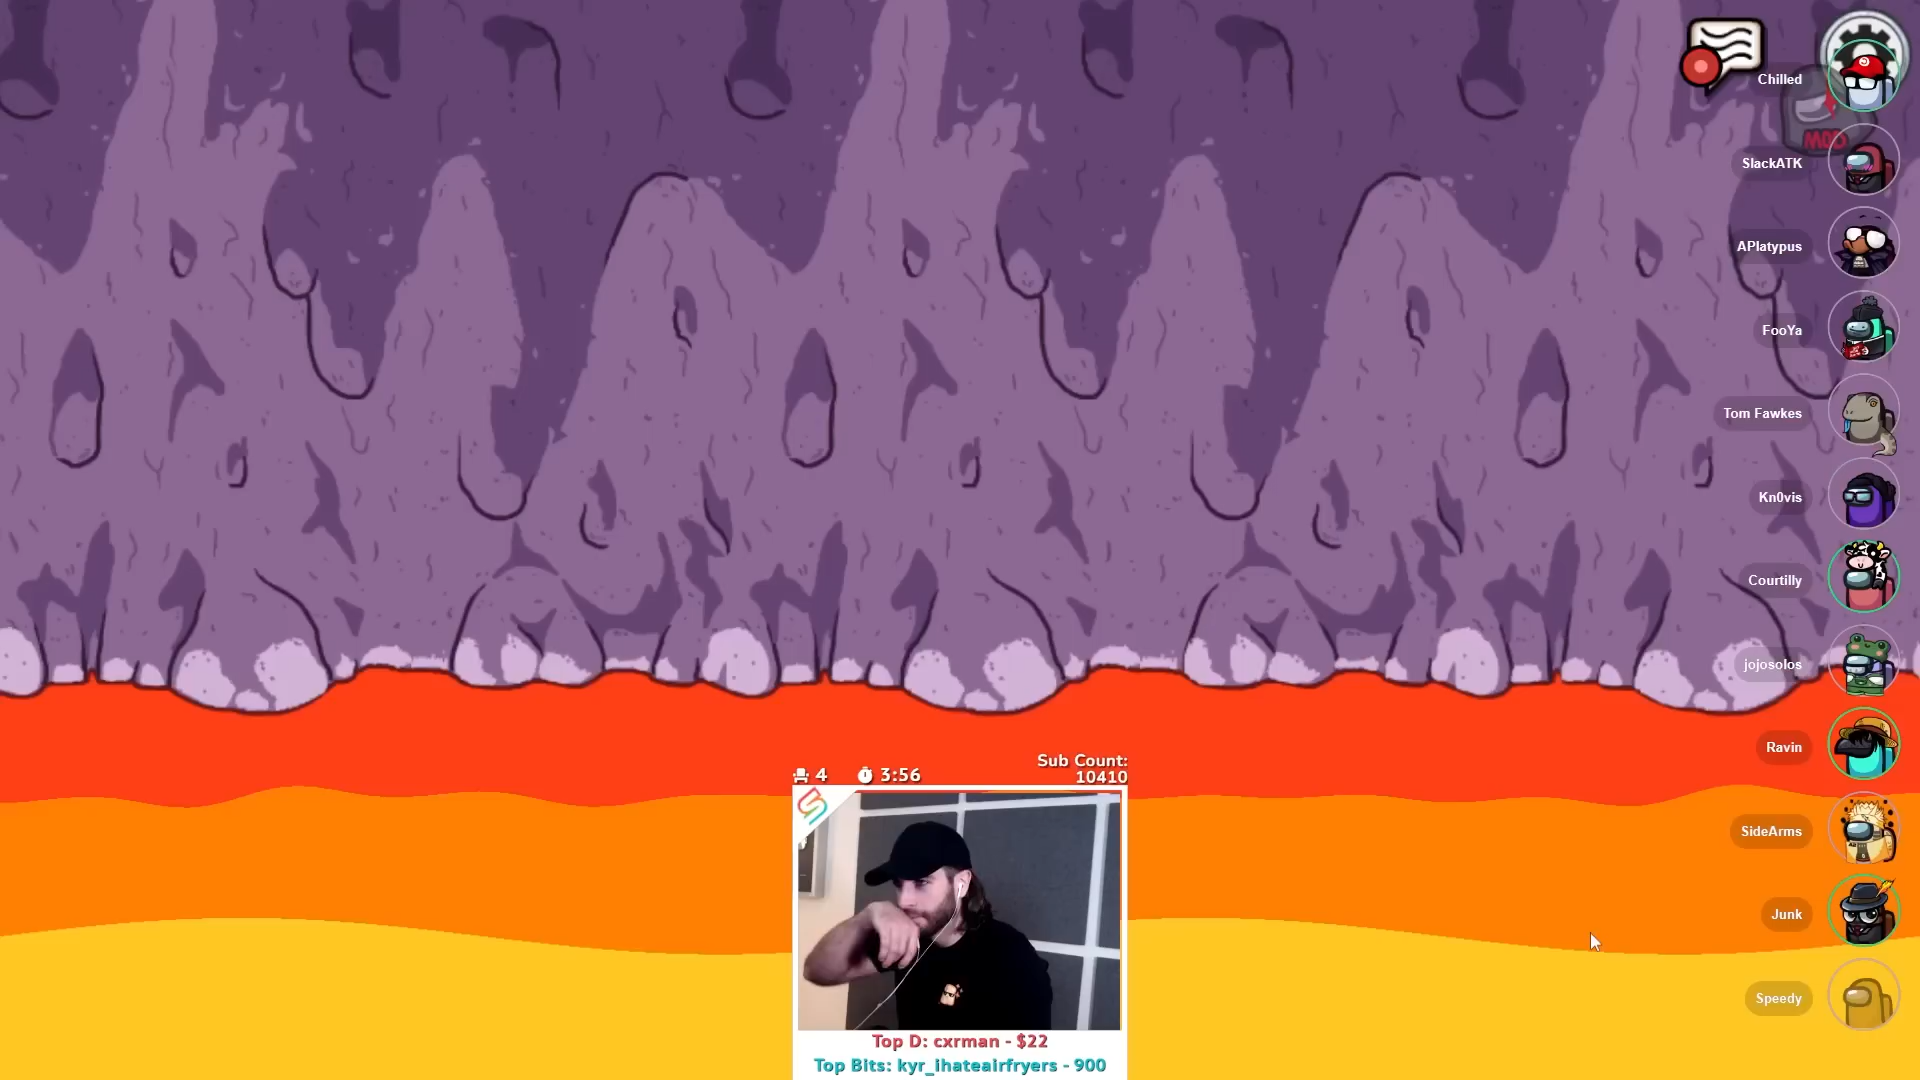 Chilled
MOD
SlackATK
APlatypus
FooYa
Tom Fawkes
Kn0vis
Courtilly
jojosolos
Ravin
SideArms
Junk
Speedy
4
3:56
Sub Count:
10410
Top D: cxrman - $22
Top Bits: kyr_ihateairfryers - 900